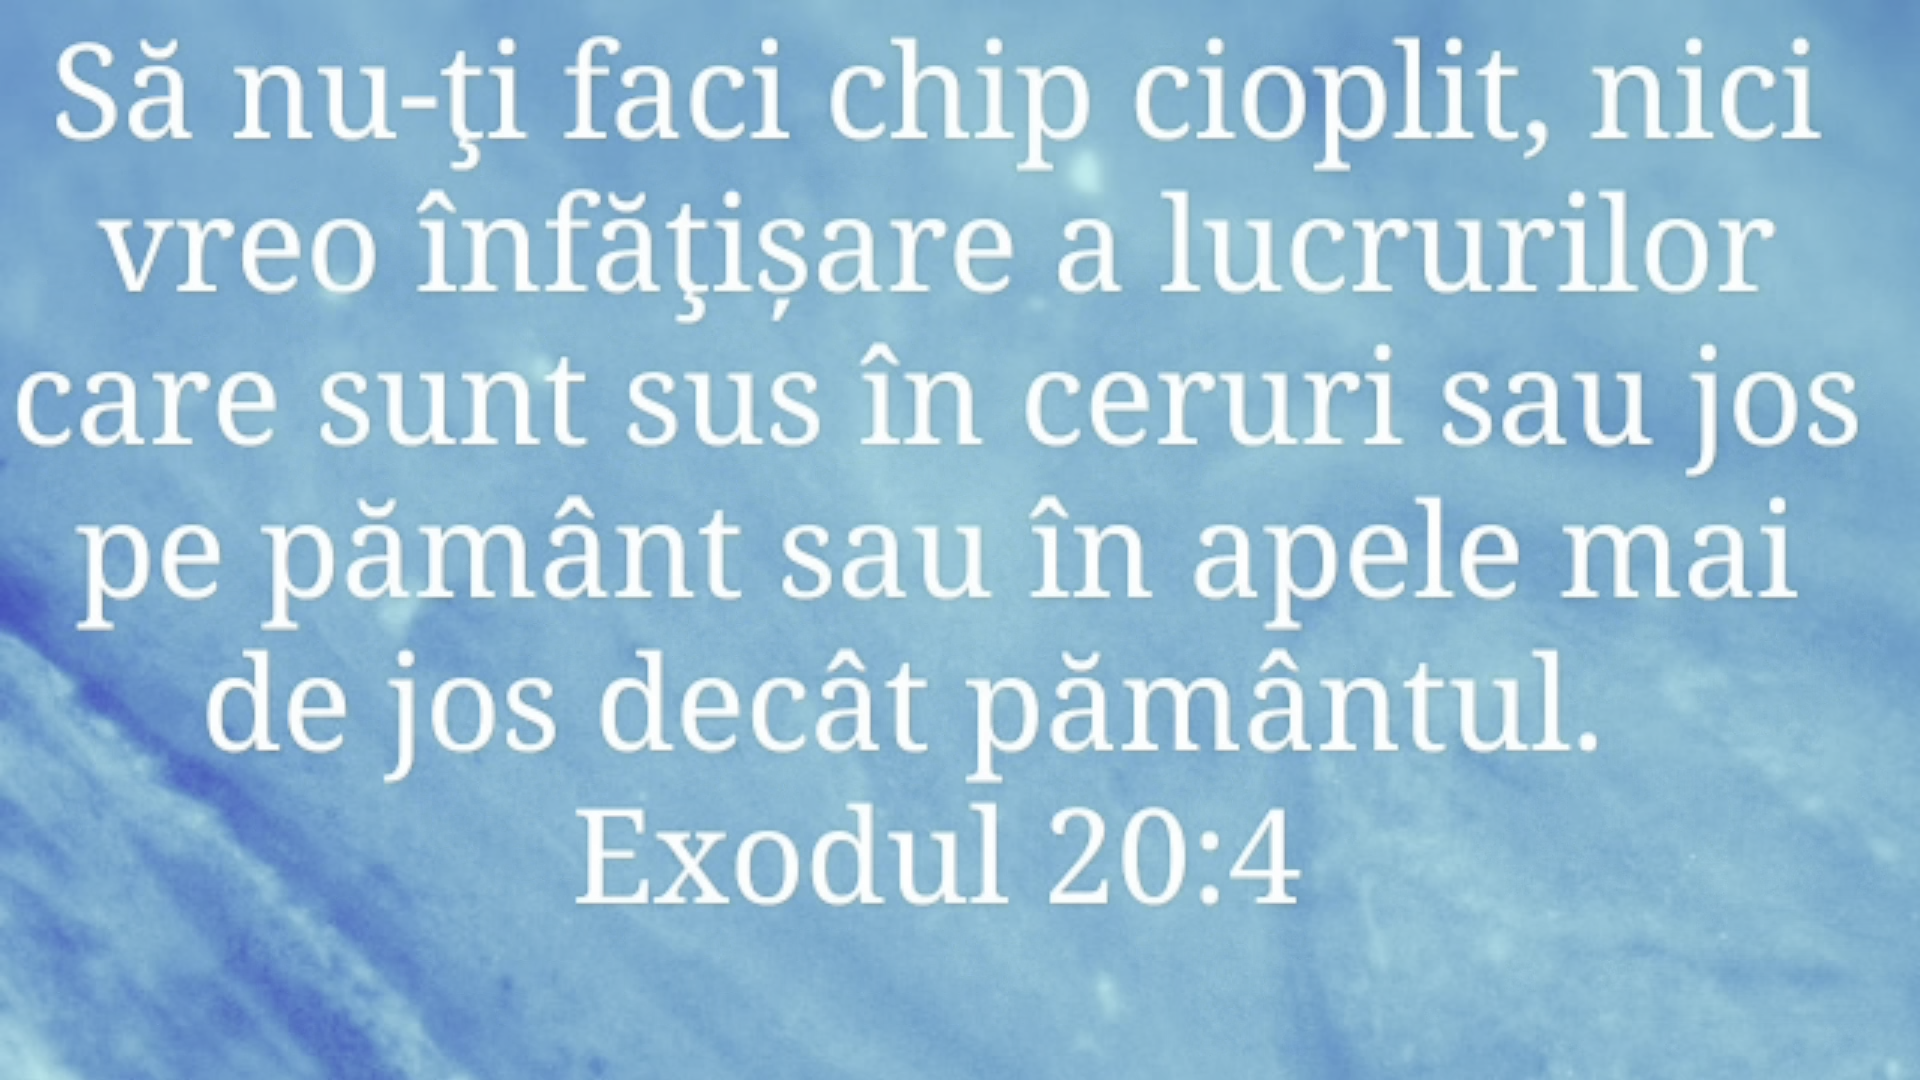 Să nu-ţi faci chip cioplit, nici
vreo înfăţișare a lucrurilor
care sunt sus în ceruri sau jos
pe pământ sau în apele mai
de jos decât pământul.
Exodul 20:4